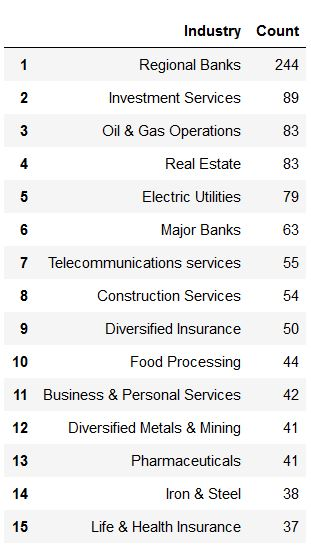 Industry Count
1 Regional Banks 244
2 Investment Services 89
3 Oil & Gas Operations 83
4 Real Estate 83
5 Electric Utilities 79
6 Major Banks 63
7 Telecommunications services 55
8 Construction Services 54
9 Diversified Insurance 50
10 Food Processing 44
11 Business & Personal Services 42
12 Diversified Metals & Mining 41
13 Pharmaceuticals 41
14 Iron & Steel 38
15 Life & Health Insurance 37